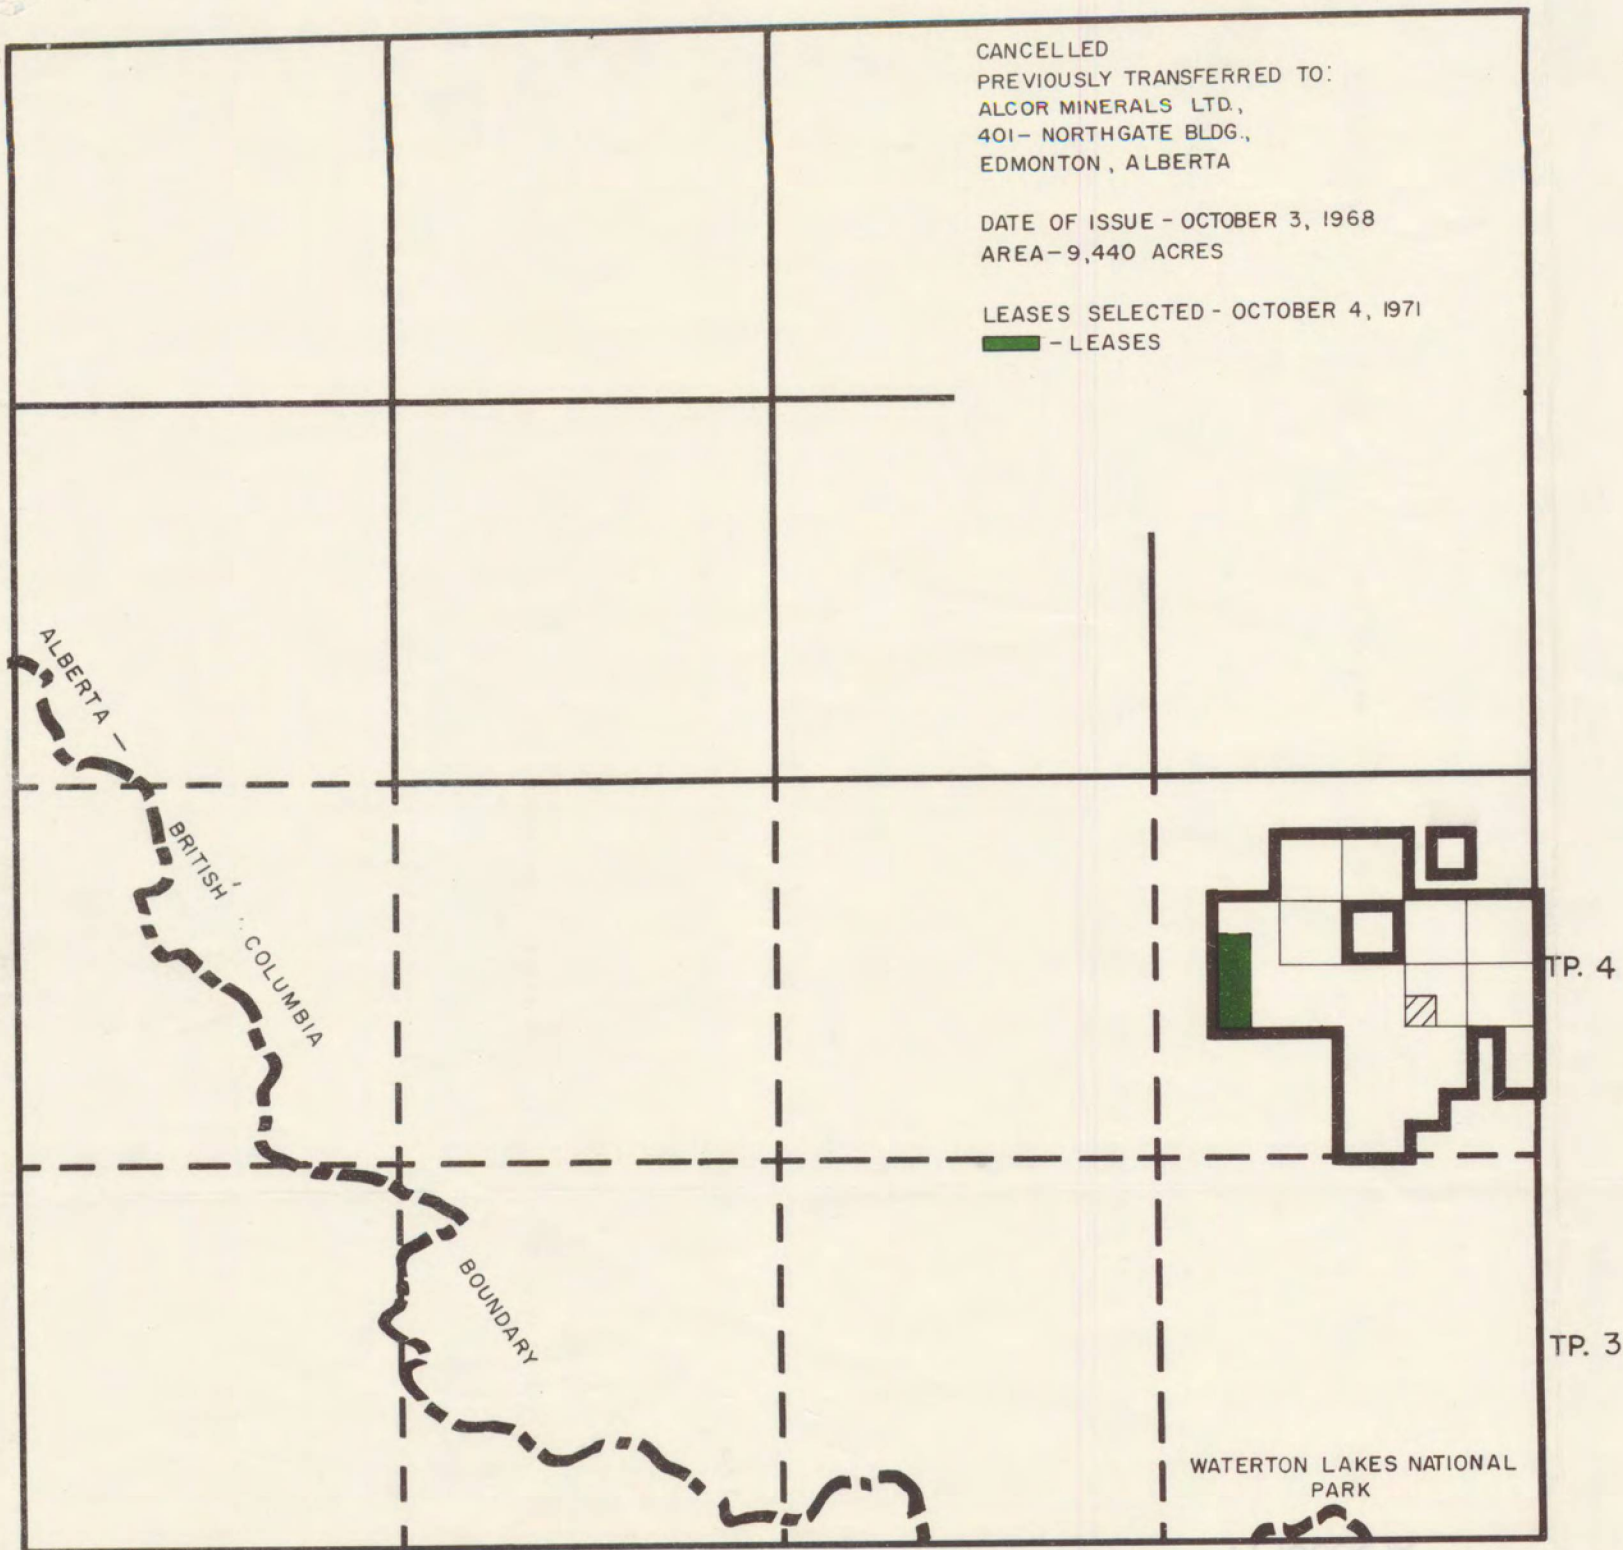 CANCELLED
PREVIOUSLY TRANSFERRED TO:
ALCOR MINERALS LTD.,
401- NORTHGATE BLDG.,
EDMONTON, ALBERTA
DATE OF ISSUE - OCTOBER 3, 1968
AREA - 9,440 ACRES
LEASES SELECTED - OCTOBER 4, 1971
- LEASES
ALBERTA -
BRITISH
COLUMBIA
BOUNDARY
TP. 4
TP. 3
WATERTON LAKES NATIONAL
PARK